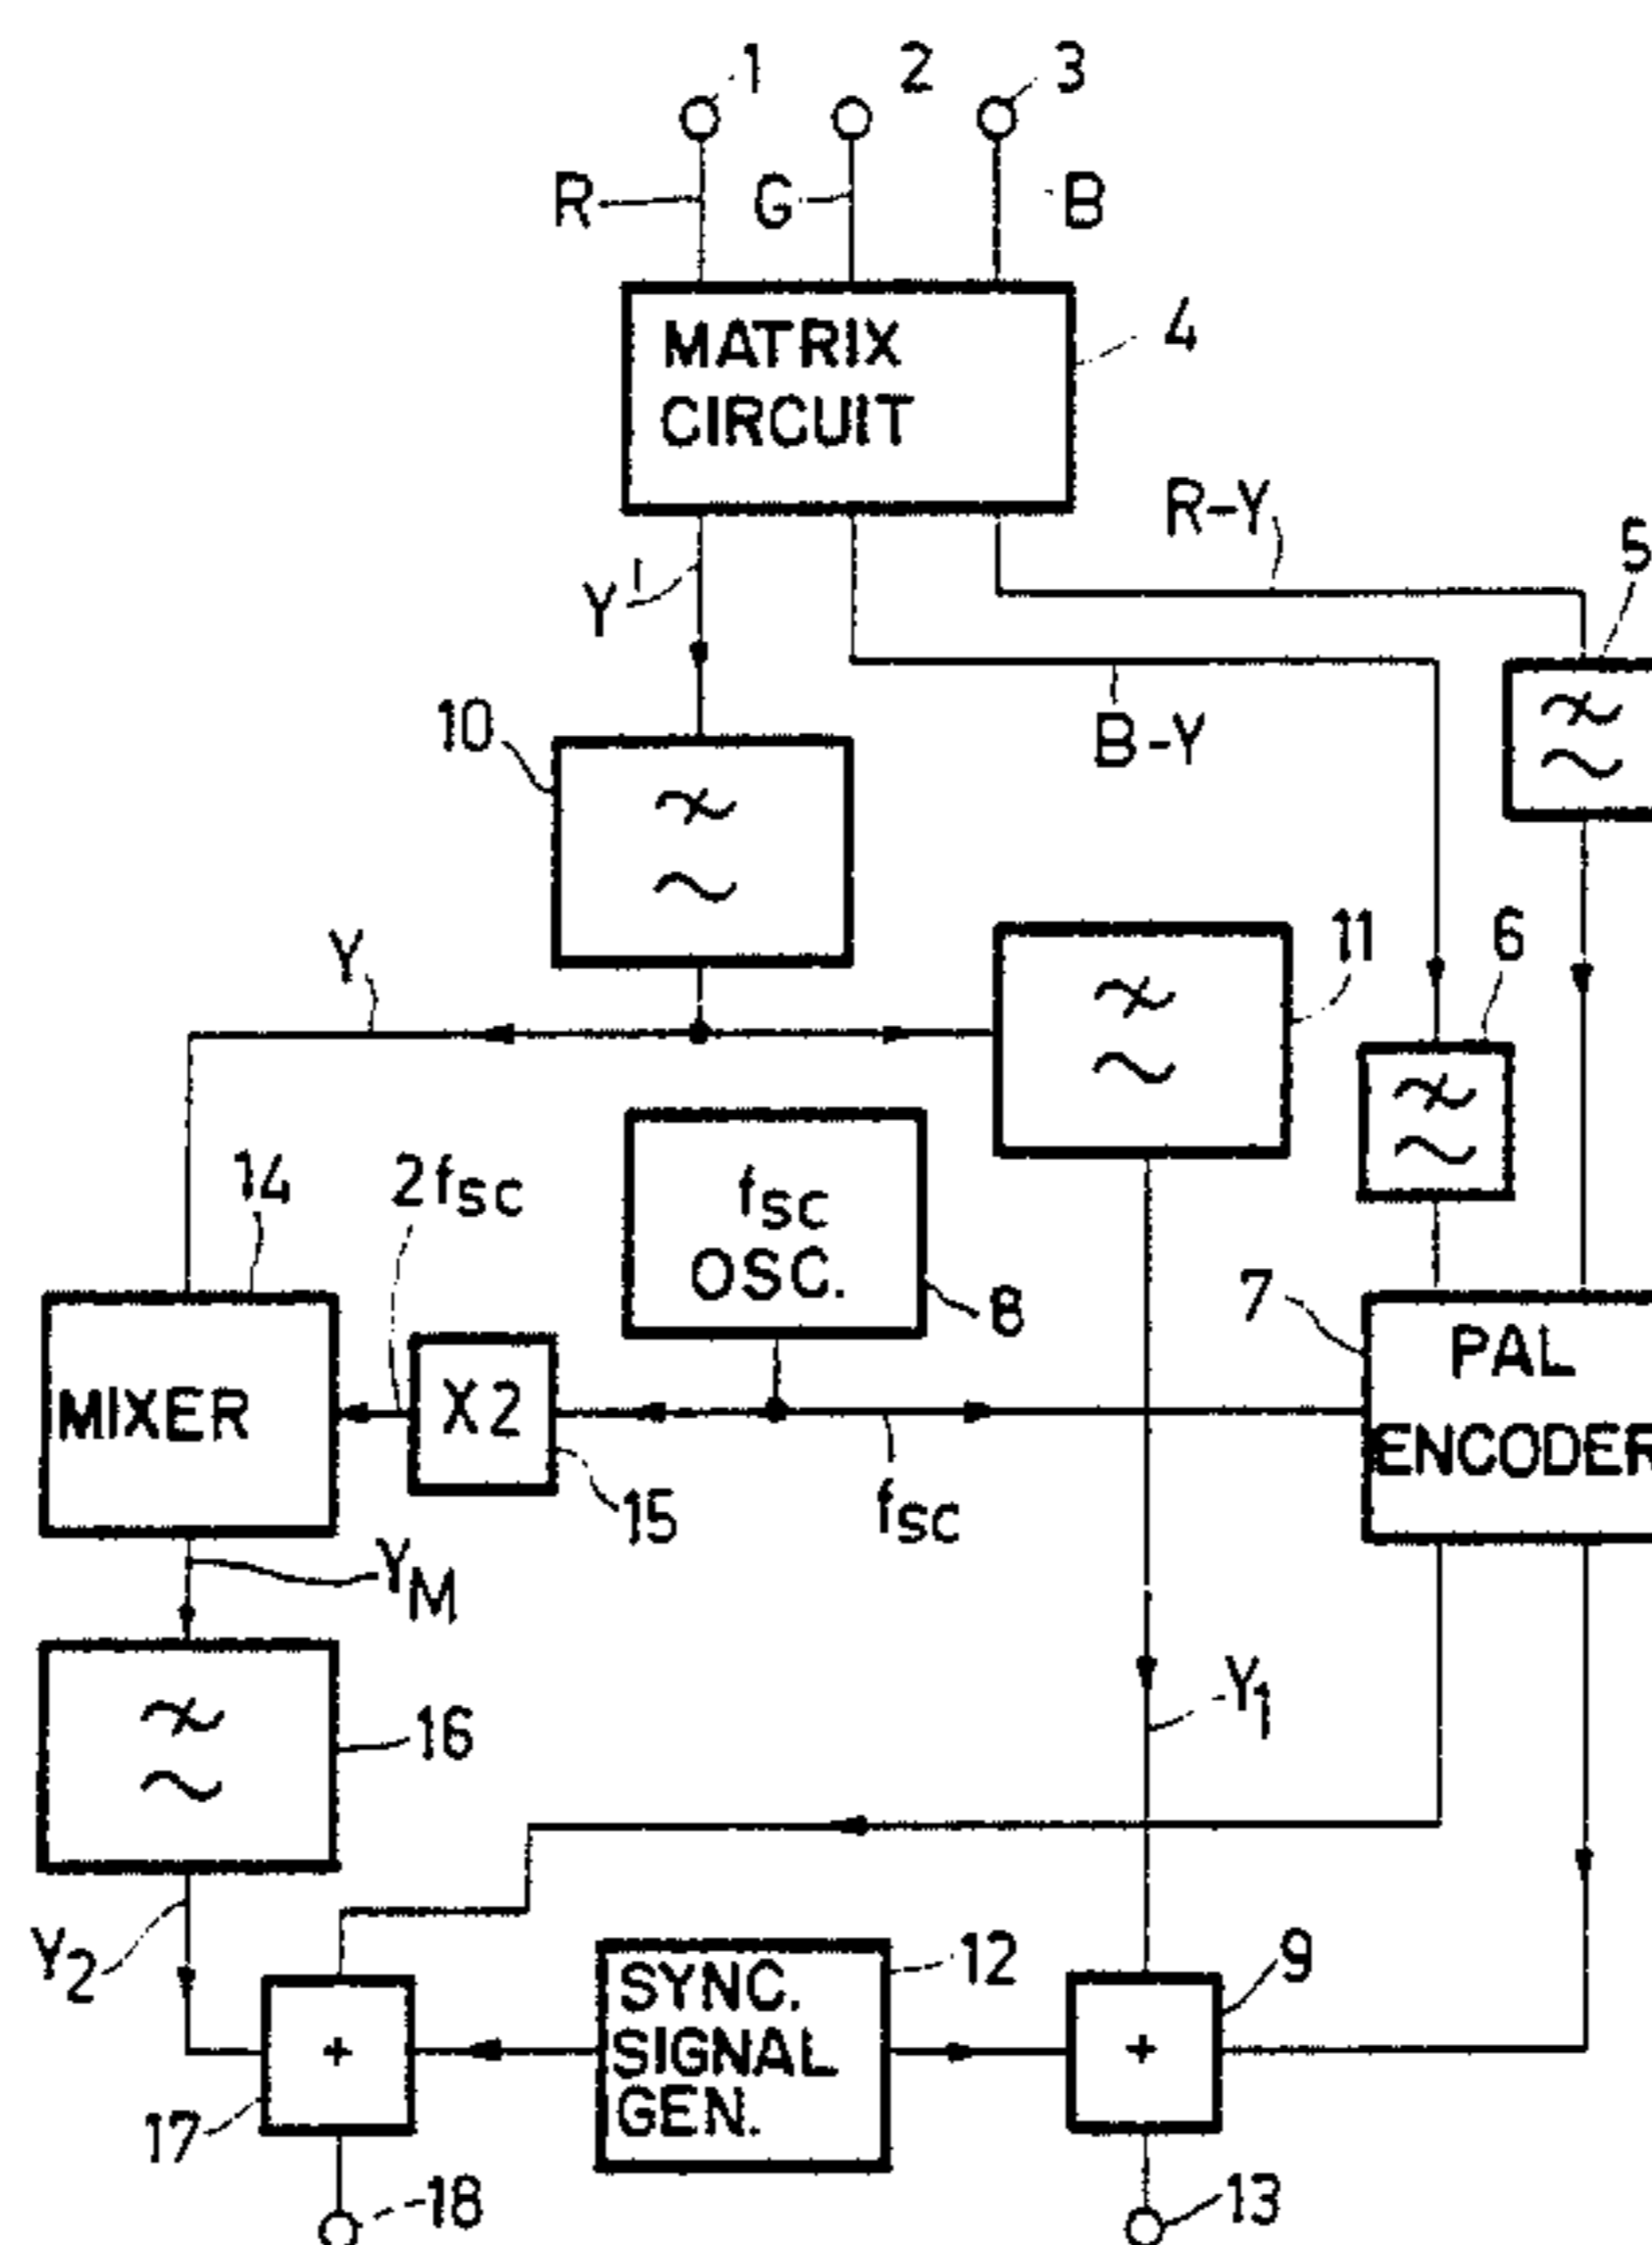 1 2 3
R G B
MATRIX
CIRCUIT
4
R-Y
5
Y'
B-Y
10
11
6
Y
14
2fsc
fsc
OSC.
8
7
PAL
ENCODER
MIXER
X2
15
fsc
YM
16
Y1
Y2
12
9
SYNC.
SIGNAL
GEN.
+
+
17
18
13